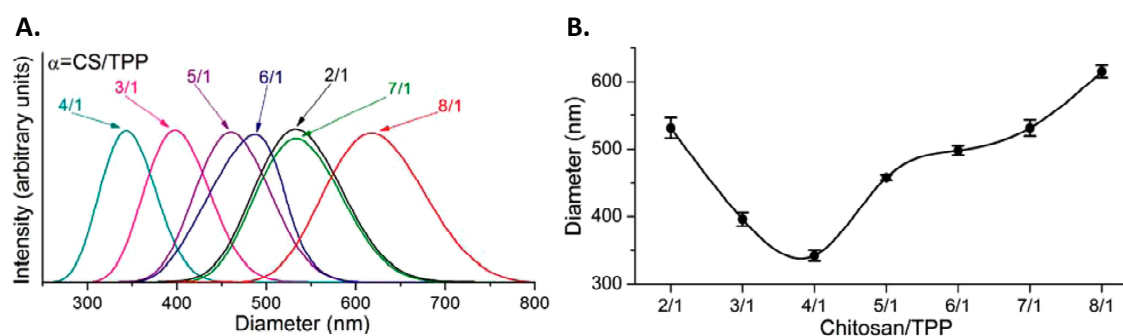 A.
α=CS/TPP
4/1
3/1
5/1
6/1
2/1
7/1
8/1
Intensity (arbitrary units)
300 400 500 600 700 800
Diameter (nm)
B.
Diameter (nm)
600
500
400
300
2/1 3/1 4/1 5/1 6/1 7/1 8/1
Chitosan/TPP